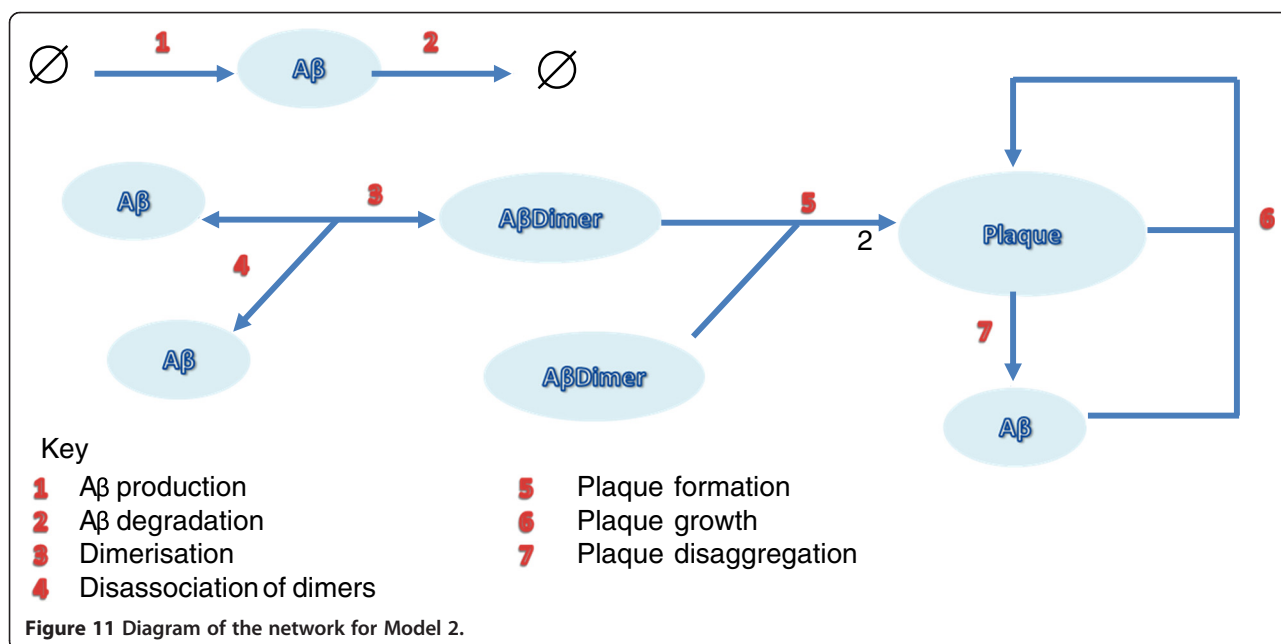 1
2
∅
Aβ
∅
Aβ
3
AβDimer
5
2
Plaque
6
4
Aβ
AβDimer
7
Aβ
Key
1 Aβ production
2 Aβ degradation
3 Dimerisation
4 Disassociation of dimers
5 Plaque formation
6 Plaque growth
7 Plaque disaggregation
Figure 11 Diagram of the network for Model 2.